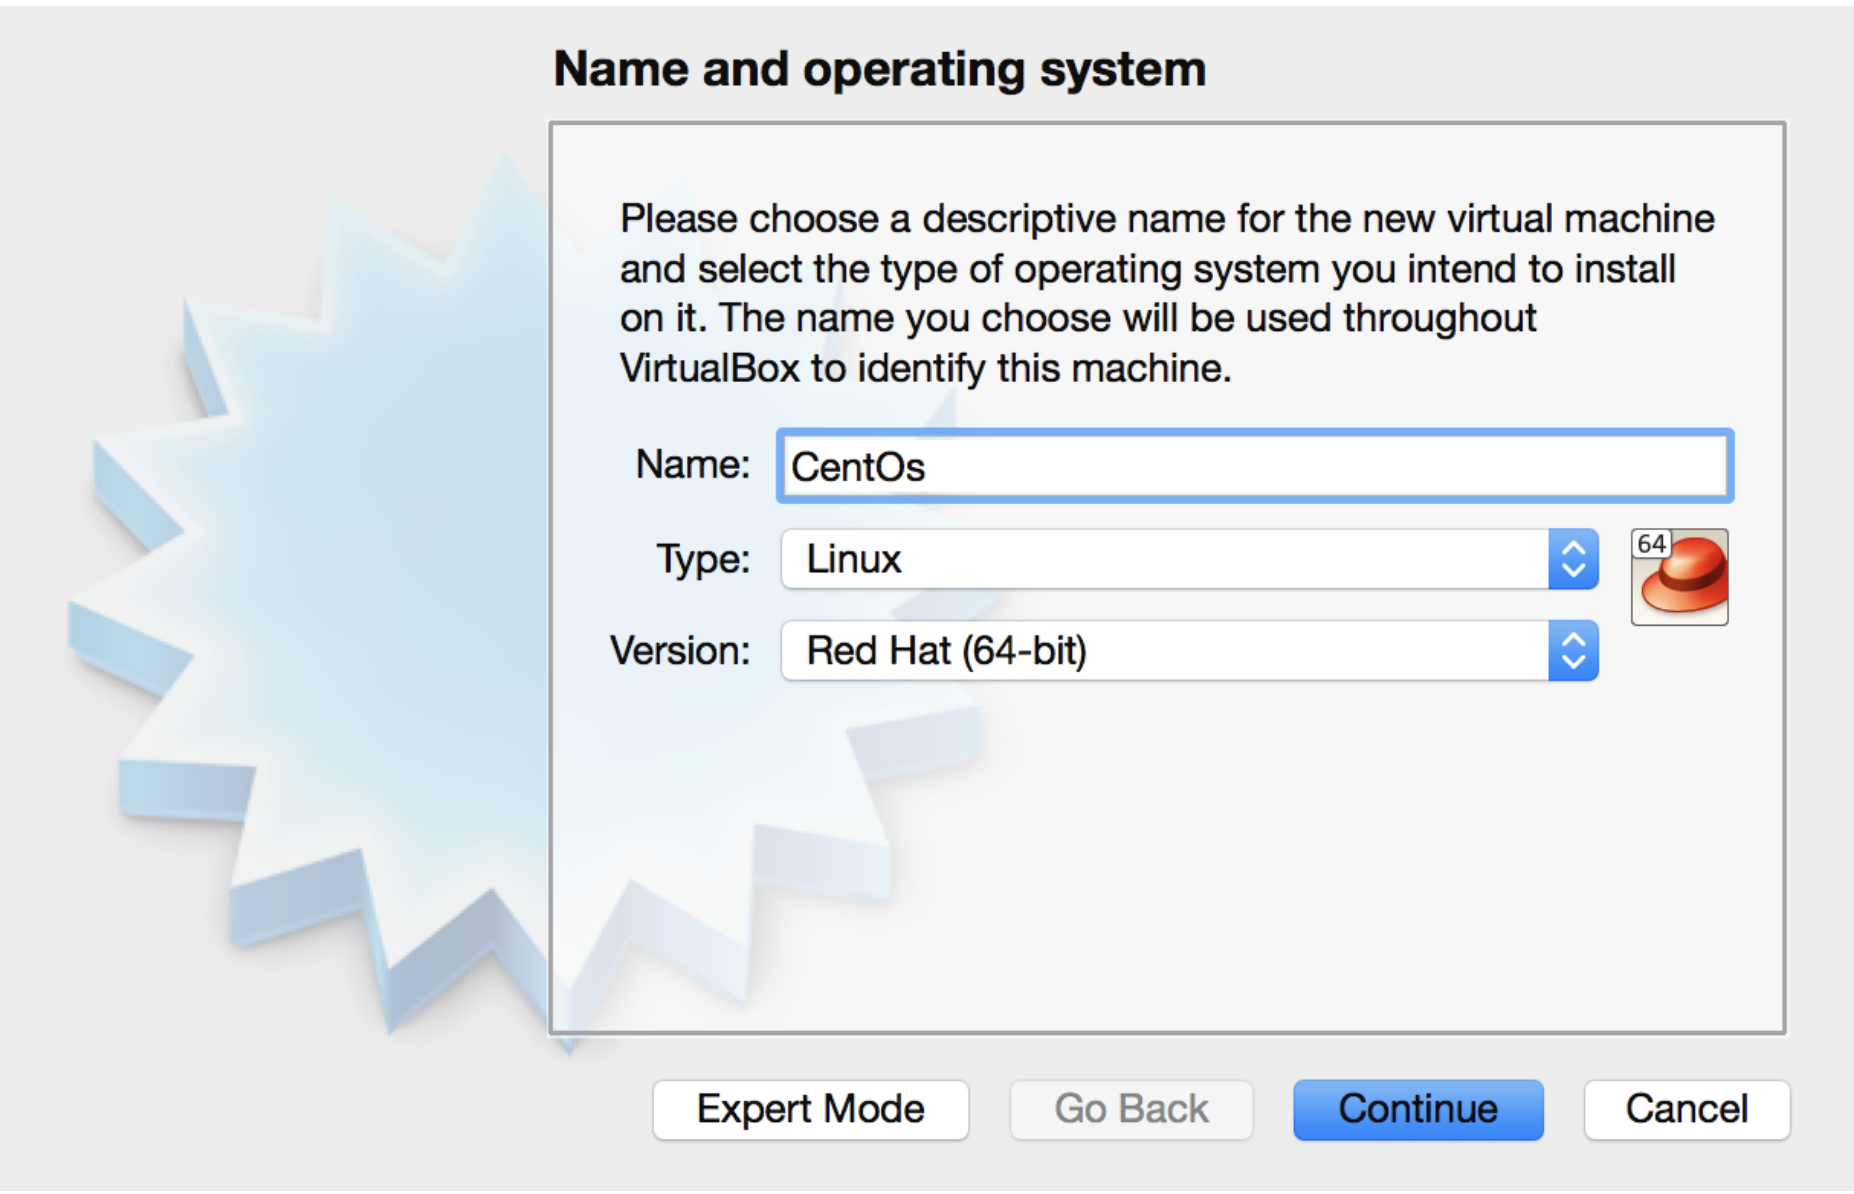 Name and operating system
Please choose a descriptive name for the new virtual machine
and select the type of operating system you intend to install
on it. The name you choose will be used throughout
VirtualBox to identify this machine.
Name: CentOs
Type: Linux
64
Version: Red Hat (64-bit)
Expert Mode Go Back Continue Cancel